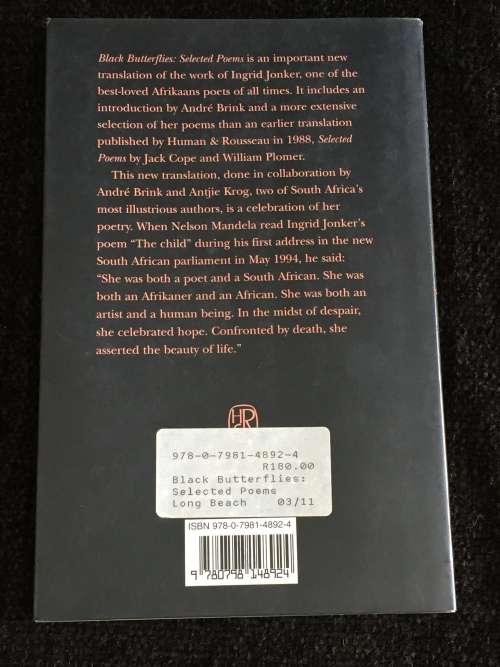 Black Butterflies: Selected Poems is an important new
translation of the work of Ingrid Jonker, one of the
best-loved Afrikaans poets of all times. It includes an
introduction by André Brink and a more extensive
selection of her poems than an earlier translation
published by Human & Rousseau in 1988, Selected
Poems by Jack Cope and William Plomer.
This new translation, done in collaboration by
André Brink and Antjie Krog, two of South Africa's
most illustrious authors, is a celebration of her
poetry. When Nelson Mandela read Ingrid Jonker's
poem “The child” during his first address in the new
South African parliament in May 1994, he said:
“She was both a poet and a South African. She was
both an Afrikaner and an African. She was both an
artist and a human being. In the midst of despair,
she celebrated hope. Confronted by death, she
asserted the beauty of life.”
HR
978-0-7981-4892-4
R180.00
Black Butterflies:
Selected Poems
Long Beach 03/11
ISBN 978-0-7981-4892-4
9 780798 148924